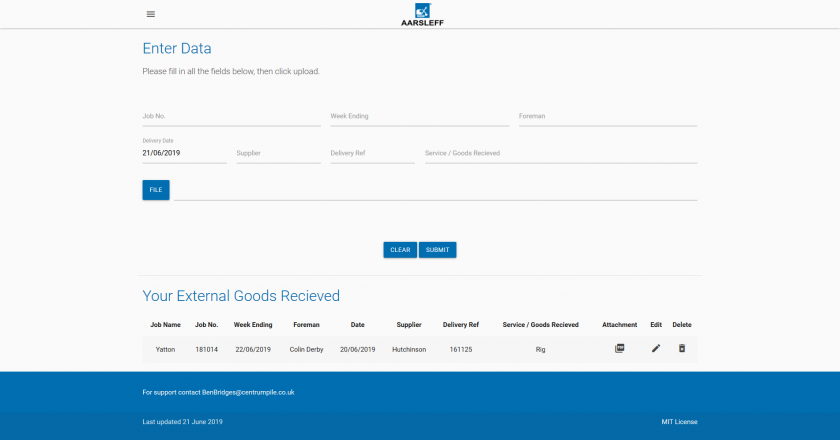 AARSLEFF
Enter Data
Please fill in all the fields below, then click upload.
Job No. Week Ending Foreman
Delivery Date
21/06/2019 Supplier Delivery Ref Service / Goods Recieved
FILE
CLEAR SUBMIT
Your External Goods Recieved
Job Name Job No. Week Ending Foreman Date Supplier Delivery Ref Service / Goods Recieved Attachment Edit Delete
Yatton 181014 22/06/2019 Colin Derby 20/06/2019 Hutchinson 161125 Rig
For support contact BenBridges@centrumpile.co.uk
Last updated 21 June 2019 MIT License